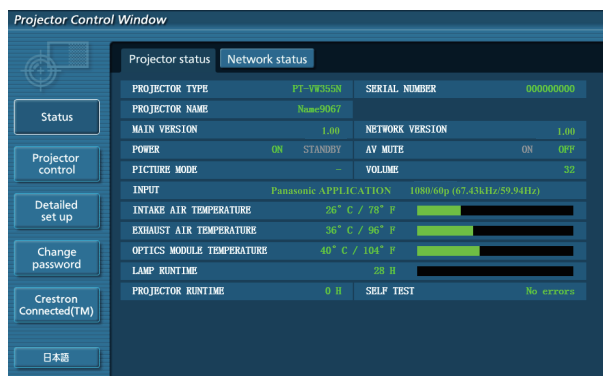 Projector Control Window
Projector status
Network status
Status
Projector
control
Detailed
set up
Change
password
Crestron
Connected(TM)
日本語
PROJECTOR TYPE PT-VW355N SERIAL NUMBER 000000000
PROJECTOR NAME Name9067
MAIN VERSION 1.00 NETWORK VERSION 1.00
POWER ON STANDBY AV MUTE ON OFF
PICTURE MODE – VOLUME 32
INPUT Panasonic APPLICATION 1080/60p (67.43kHz/59.94Hz)
INTAKE AIR TEMPERATURE 26° C / 78° F
EXHAUST AIR TEMPERATURE 36° C / 96° F
OPTICS MODULE TEMPERATURE 40° C / 104° F
LAMP RUNTIME 28 H
PROJECTOR RUNTIME 0 H SELF TEST No errors